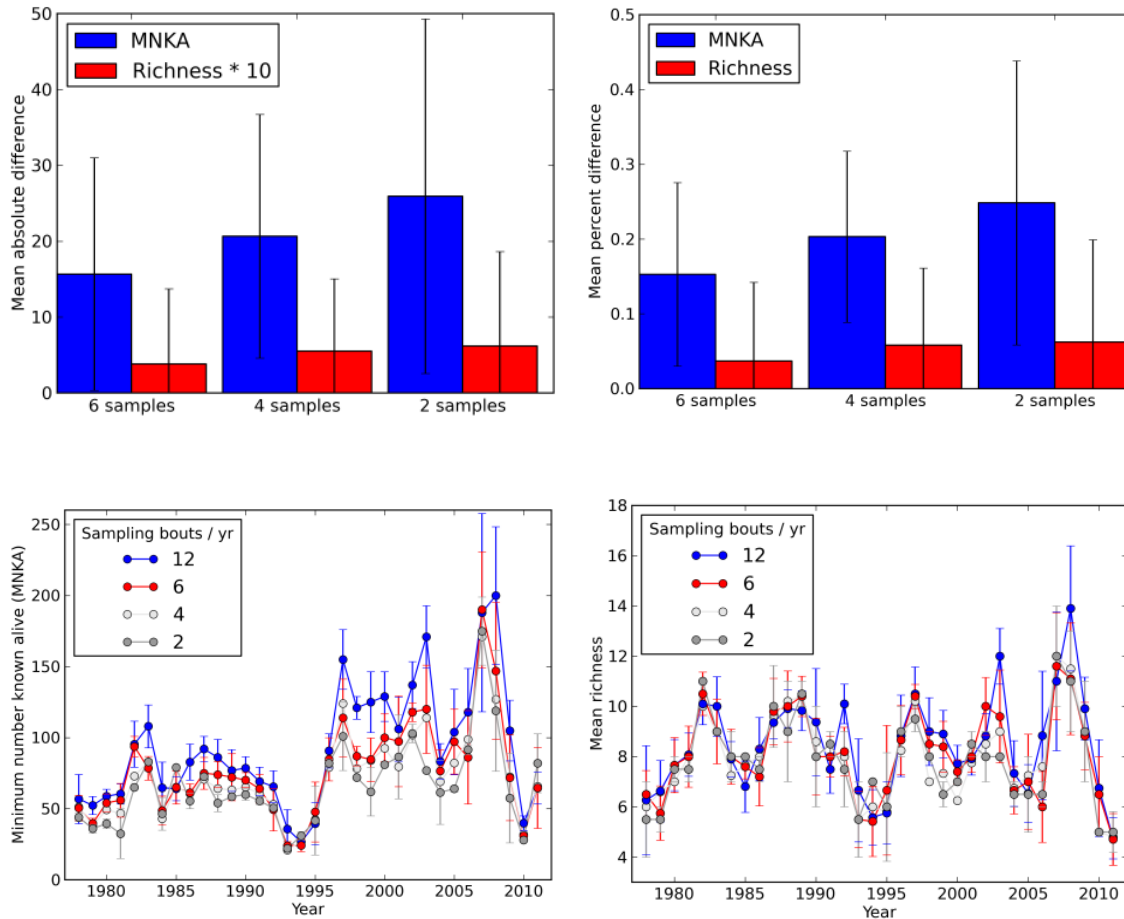 50
40
30
20
10
0
Mean absolute difference
MNKA
Richness * 10
6 samples
4 samples
2 samples
0.5
0.4
0.3
0.2
0.1
0.0
Mean percent difference
MNKA
Richness
6 samples
4 samples
2 samples
250
200
150
100
50
0
Minimum number known alive (MNKA)
Sampling bouts / yr
12
6
4
2
1980 1985 1990 1995 2000 2005 2010
Year
18
16
14
12
10
8
6
4
Mean richness
Sampling bouts / yr
12
6
4
2
1980 1985 1990 1995 2000 2005 2010
Year